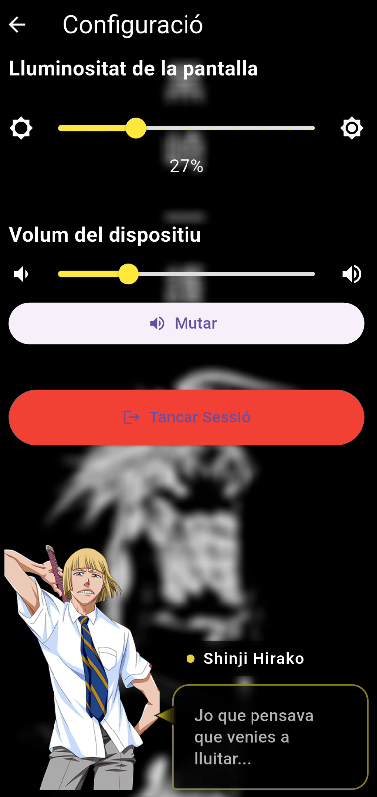 Configuració
Lluminositat de la pantalla
27%
Volum del dispositiu
Mutar
Tancar Sessió
Shinji Hirako
Jo que pensava
que venies a
lluitar...